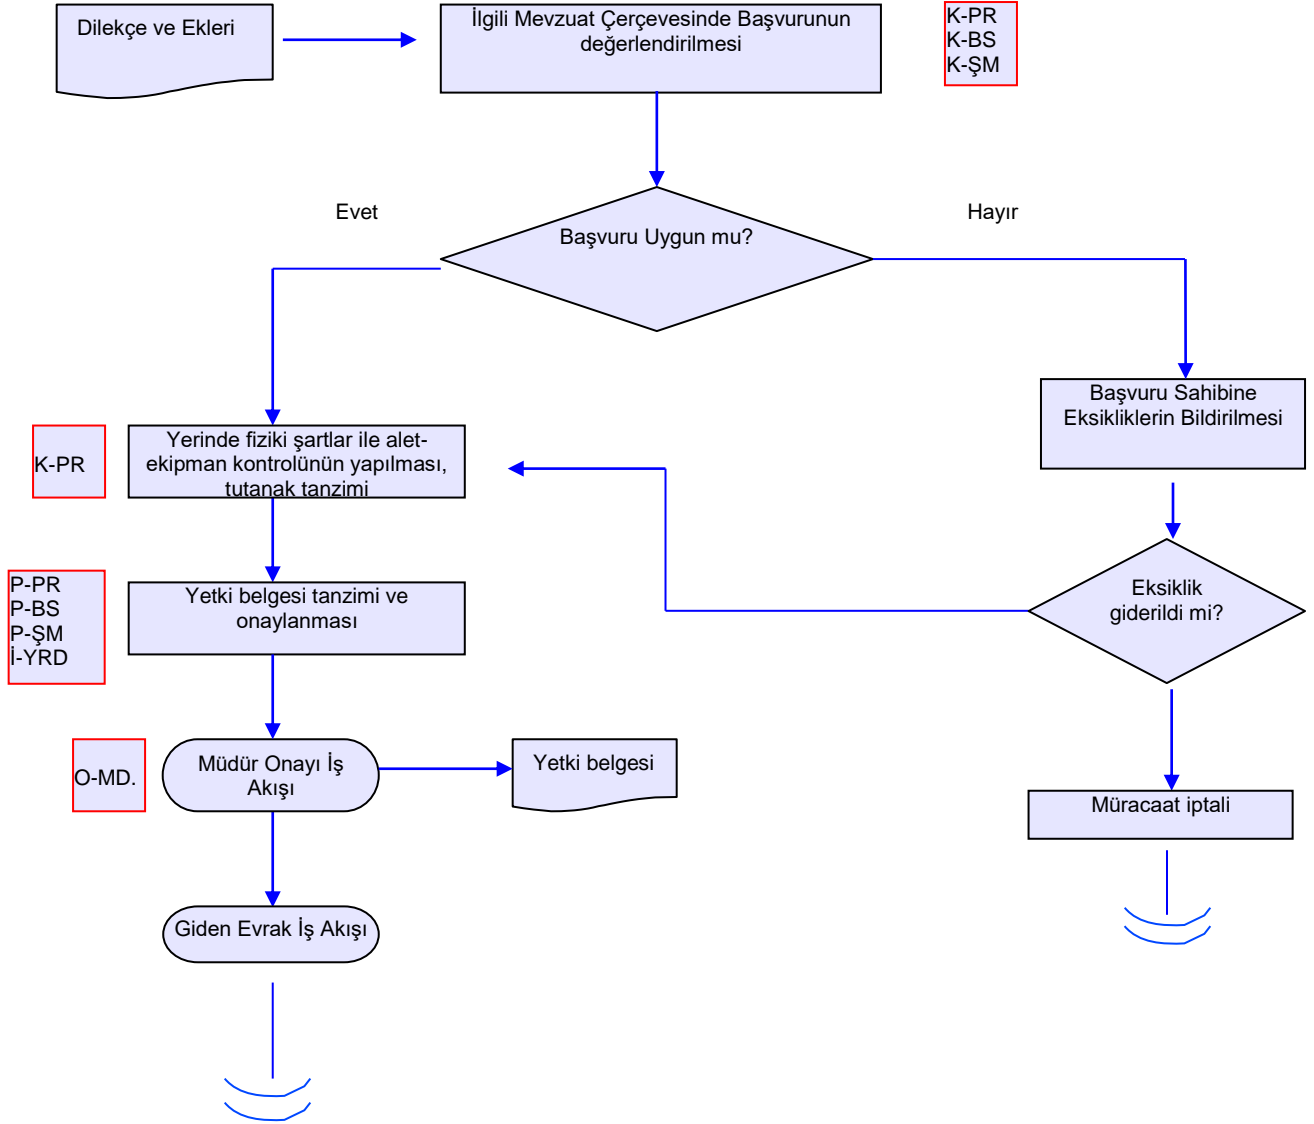 Dilekçe ve Ekleri
İlgili Mevzuat Çerçevesinde Başvurunun
değerlendirilmesi
K-PR
K-BS
K-ŞM
Evet
Hayır
Başvuru Uygun mu?
Başvuru Sahibine
Eksikliklerin Bildirilmesi
K-PR
Yerinde fiziki şartlar ile alet-
ekipman kontrolünün yapılması,
tutanak tanzimi
P-PR
P-BS
P-ŞM
İ-YRD
Yetki belgesi tanzimi ve
onaylanması
Eksiklik
giderildi mi?
O-MD.
Müdür Onayı İş
Akışı
Yetki belgesi
Müracaat iptali
Giden Evrak İş Akışı